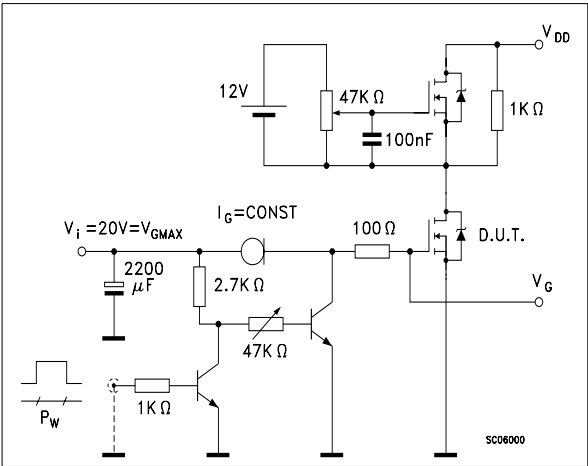 V_DD
12V
47K Ω
1K Ω
100nF
V_i =20V=V_GMAX
I_G=CONST
100 Ω
D.U.T.
2200
μF
2.7K Ω
V_G
47K Ω
1K Ω
P_W
SC06000